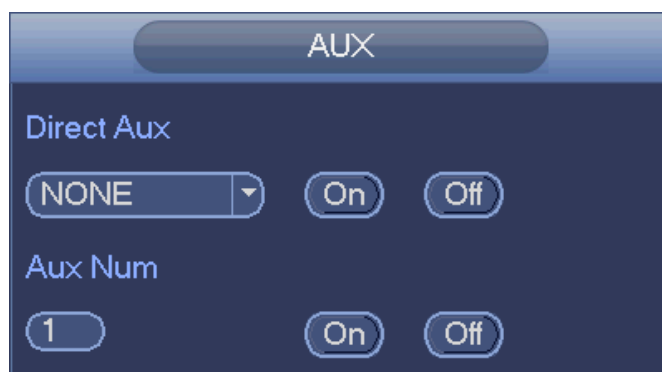 AUX
Direct Aux
NONE On Off
Aux Num
1 On Off